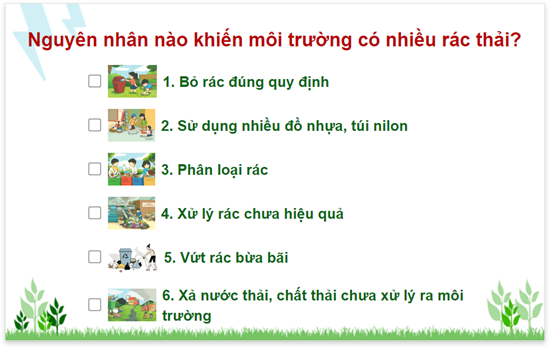 Nguyên nhân nào khiến môi trường có nhiều rác thải?
1. Bỏ rác đúng quy định
2. Sử dụng nhiều đồ nhựa, túi nilon
3. Phân loại rác
4. Xử lý rác chưa hiệu quả
5. Vứt rác bừa bãi
6. Xả nước thải, chất thải chưa xử lý ra môi
trường